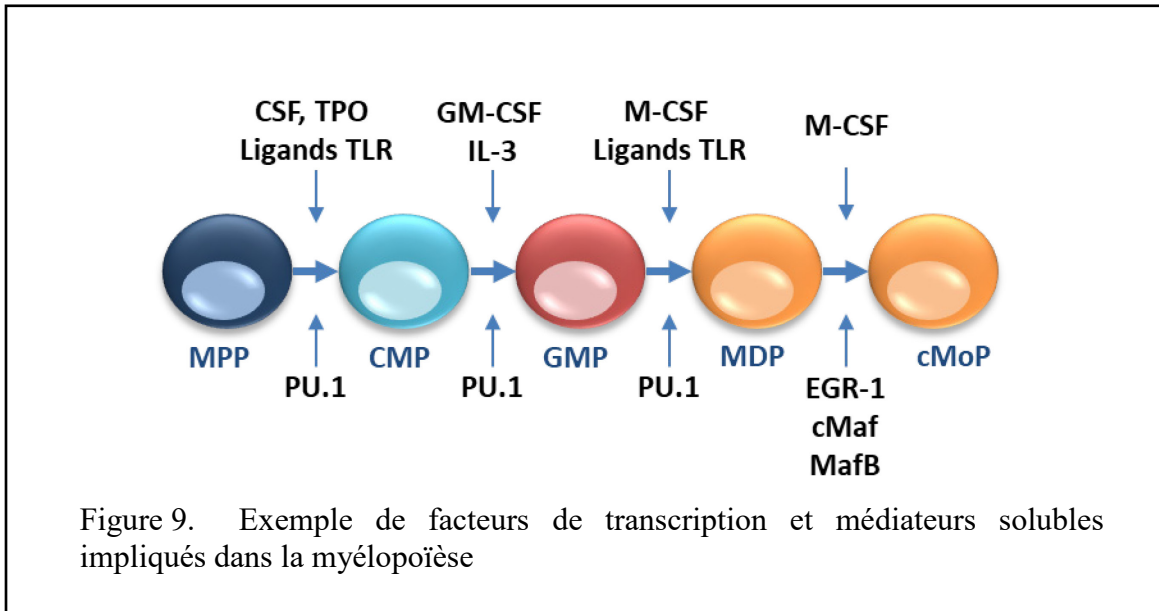 CSF, TPO
Ligands TLR
GM-CSF
IL-3
M-CSF
Ligands TLR
M-CSF
MPP
CMP
GMP
MDP
cMoP
PU.1
PU.1
PU.1
EGR-1
cMaf
MafB
Figure 9. Exemple de facteurs de transcription et médiateurs solubles
impliqués dans la myélopoïèse